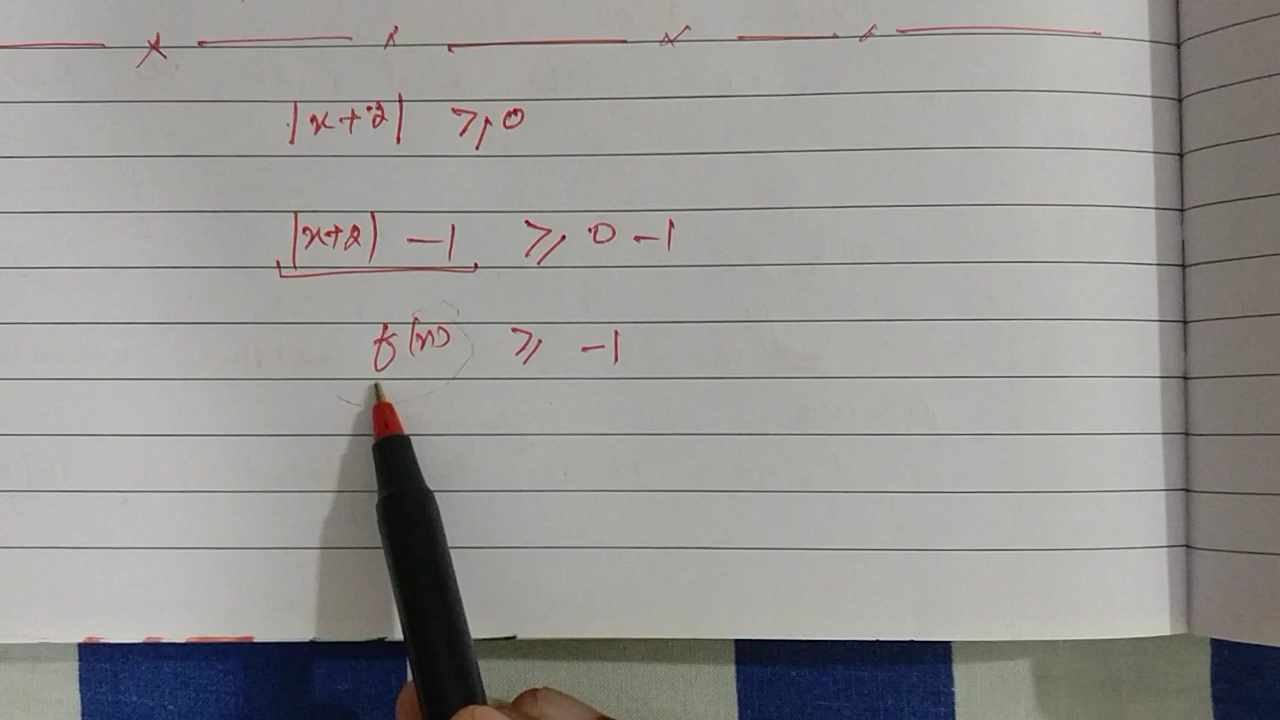 |x+2| ≥ 0
|x+2| -1 ≥ 0 -1
f(x) ≥ -1